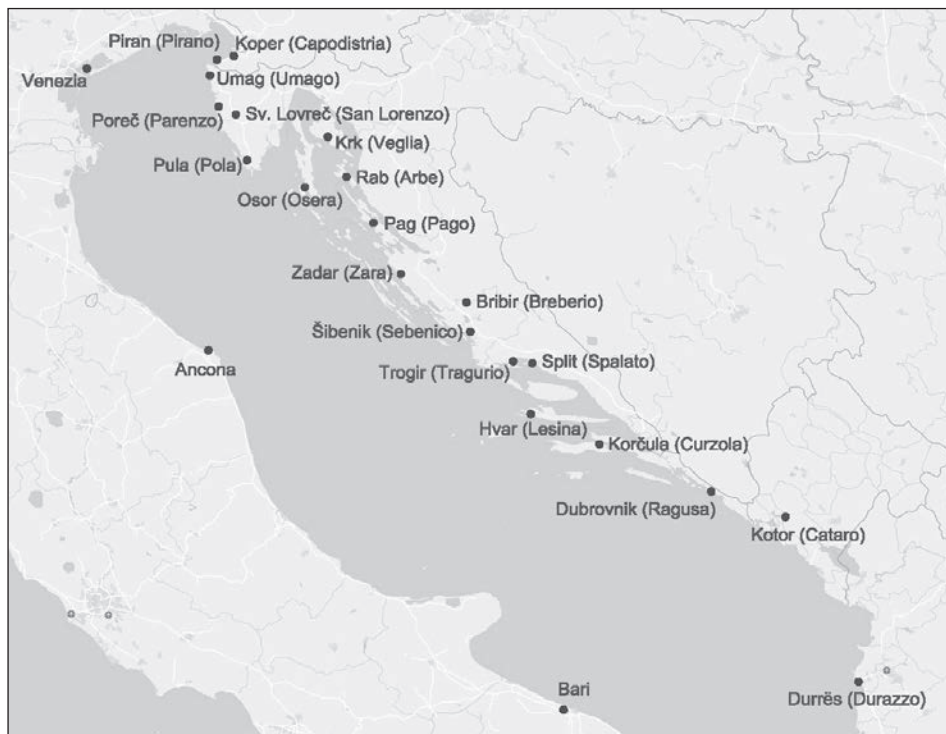 Piran (Pirano)
Koper (Capodistria)
Venezia
Umag (Umago)
Poreč (Parenzo)
Sv. Lovreč (San Lorenzo)
Krk (Veglia)
Pula (Pola)
Rab (Arbe)
Osor (Osera)
Pag (Pago)
Zadar (Zara)
Bribir (Breberio)
Šibenik (Sebenico)
Ancona
Trogir (Tragurio)
Split (Spalato)
Hvar (Lesina)
Korčula (Curzola)
Dubrovnik (Ragusa)
Kotor (Cataro)
Bari
Durrës (Durazzo)